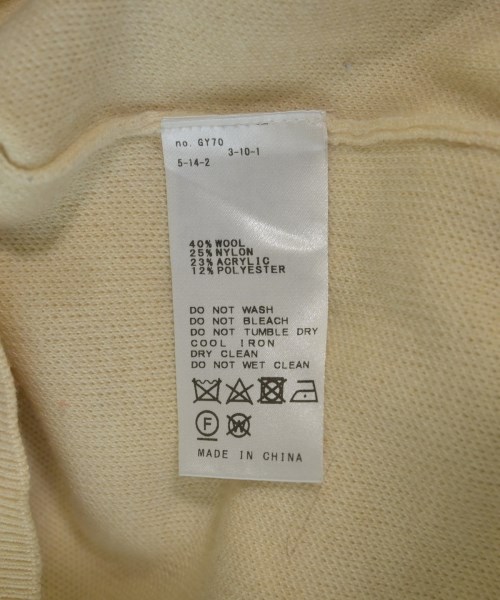 no. GY70
3-10-1
5-14-2
40% WOOL
25% NYLON
23% ACRYLIC
12% POLYESTER
DO NOT WASH
DO NOT BLEACH
DO NOT TUMBLE DRY
COOL IRON
DRY CLEAN
DO NOT WET CLEAN
F W
MADE IN CHINA